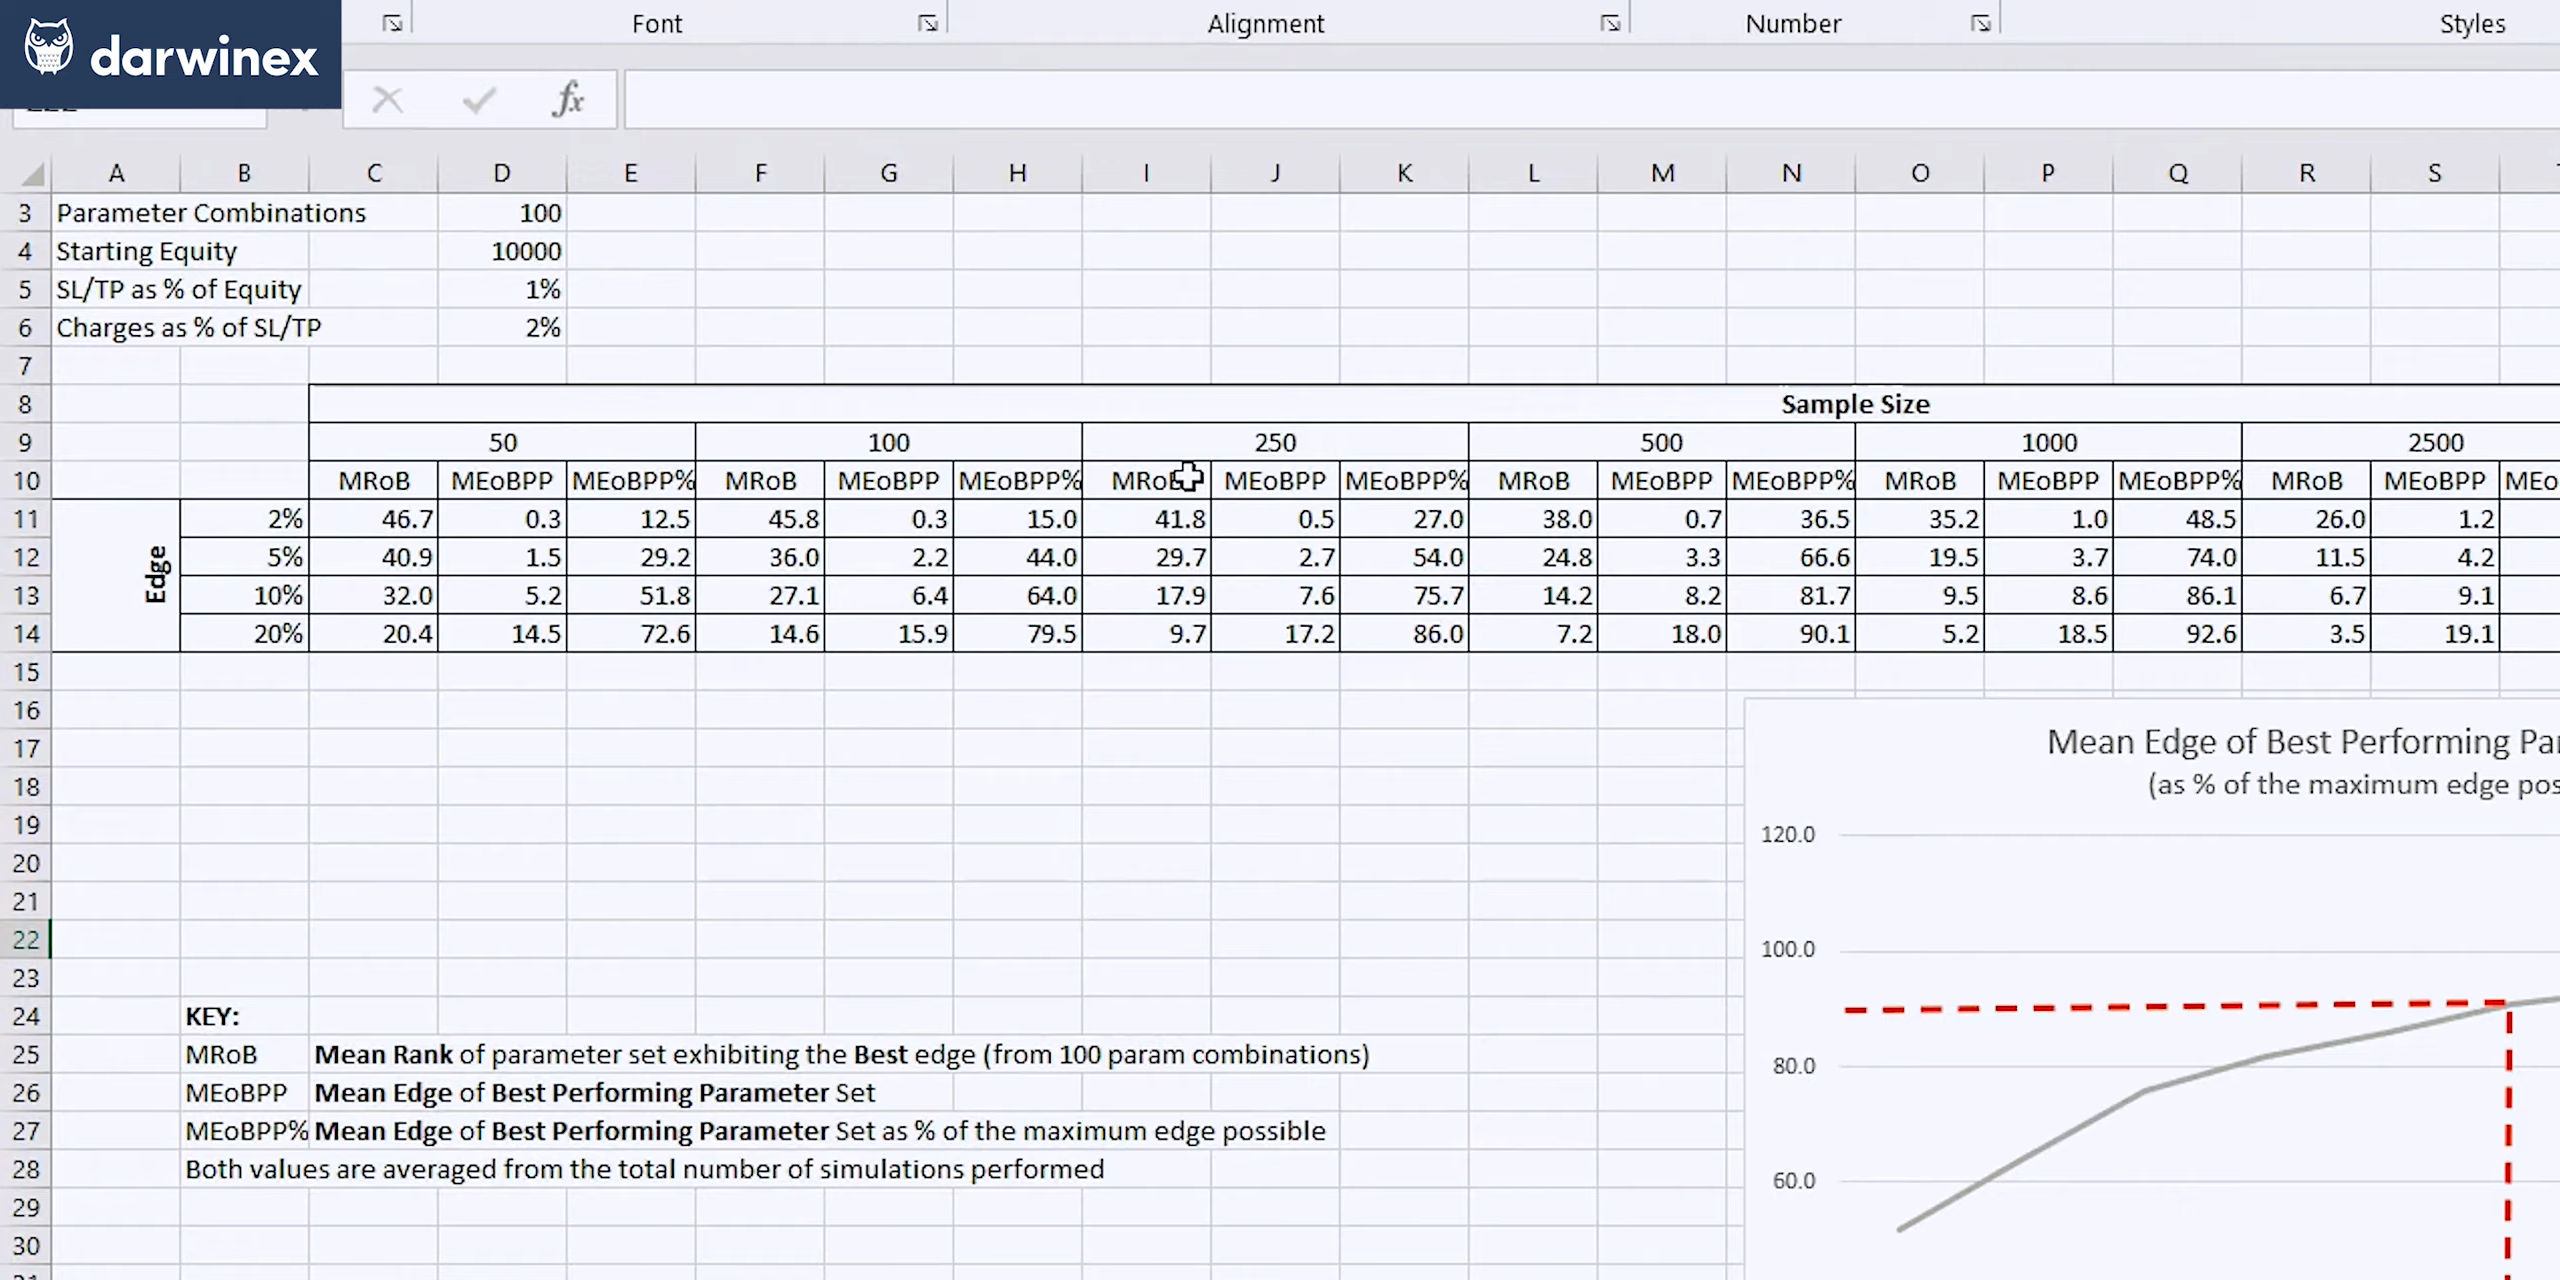 darwinex
Font Alignment Number Styles
fx
A B C D E F G H I J K L M N O P Q R S
3 Parameter Combinations 100
4 Starting Equity 10000
5 SL/TP as % of Equity 1%
6 Charges as % of SL/TP 2%
7
8 Sample Size
9 50 100 250 500 1000 2500
10 MRoB MEoBPP MEoBPP% MRoB MEoBPP MEoBPP% MRoB MEoBPP MEoBPP% MRoB MEoBPP MEoBPP% MRoB MEoBPP MEoBPP% MRoB MEoBPP MEo
Edge
11 2% 46.7 0.3 12.5 45.8 0.3 15.0 41.8 0.5 27.0 38.0 0.7 36.5 35.2 1.0 48.5 26.0 1.2
12 5% 40.9 1.5 29.2 36.0 2.2 44.0 29.7 2.7 54.0 24.8 3.3 66.6 19.5 3.7 74.0 11.5 4.2
13 10% 32.0 5.2 51.8 27.1 6.4 64.0 17.9 7.6 75.7 14.2 8.2 81.7 9.5 8.6 86.1 6.7 9.1
14 20% 20.4 14.5 72.6 14.6 15.9 79.5 9.7 17.2 86.0 7.2 18.0 90.1 5.2 18.5 92.6 3.5 19.1
15
16
17
18
19
20
21
22
23
24 KEY:
25 MRoB Mean Rank of parameter set exhibiting the Best edge (from 100 param combinations)
26 MEoBPP Mean Edge of Best Performing Parameter Set
27 MEoBPP% Mean Edge of Best Performing Parameter Set as % of the maximum edge possible
28 Both values are averaged from the total number of simulations performed
29
30
Mean Edge of Best Performing Pa
(as % of the maximum edge pos
120.0
100.0
80.0
60.0